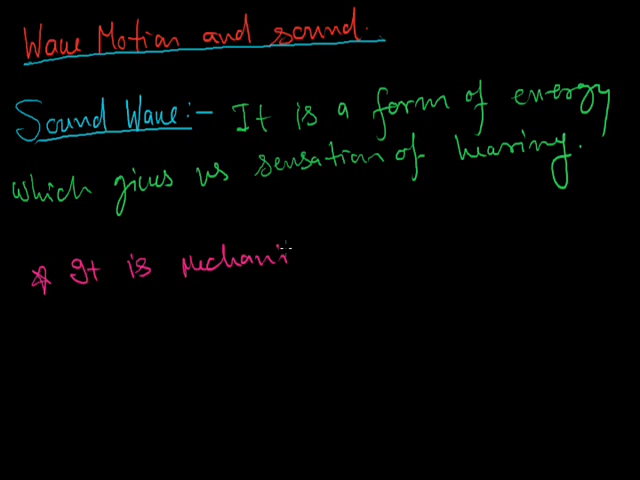 Wave Motion and sound.
Sound Wave:- It is a form of energy
which gives us sensation of hearing.
* It is mechani